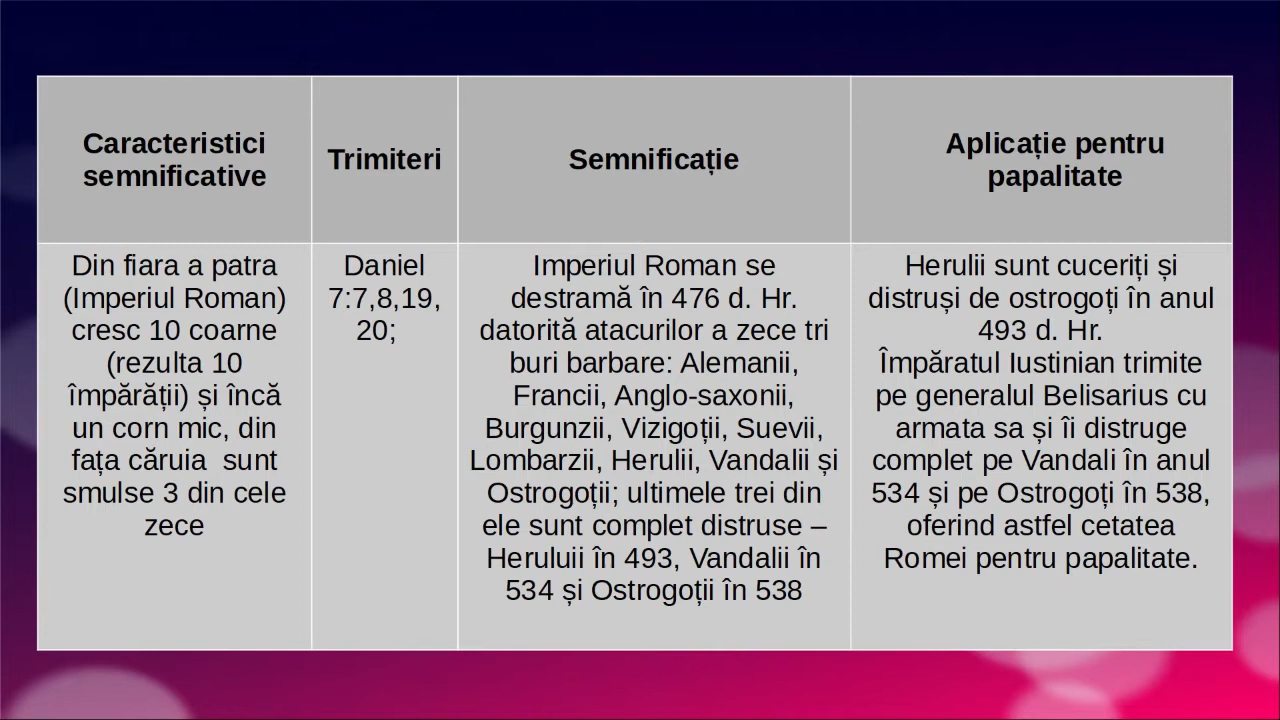 Caracteristici
semnificative
Trimiteri
Semnificație
Aplicație pentru
papalitate
Din fiara a patra
(Imperiul Roman)
cresc 10 coarne
(rezulta 10
împărății) și încă
un corn mic, din
fața căruia  sunt
smulse 3 din cele
zece
Daniel
7:7,8,19,
20;
Imperiul Roman se
destramă în 476 d. Hr.
datorită atacurilor a zece tri
buri barbare: Alemanii,
Francii, Anglo-saxonii,
Burgunzii, Vizigoții, Suevii,
Lombarzii, Herulii, Vandalii și
Ostrogoții; ultimele trei din
ele sunt complet distruse –
Heruluii în 493, Vandalii în
534 și Ostrogoții în 538
Herulii sunt cuceriți și
distruși de ostrogoți în anul
493 d. Hr.
Împăratul Iustinian trimite
pe generalul Belisarius cu
armata sa și îi distruge
complet pe Vandali în anul
534 și pe Ostrogoți în 538,
oferind astfel cetatea
Romei pentru papalitate.